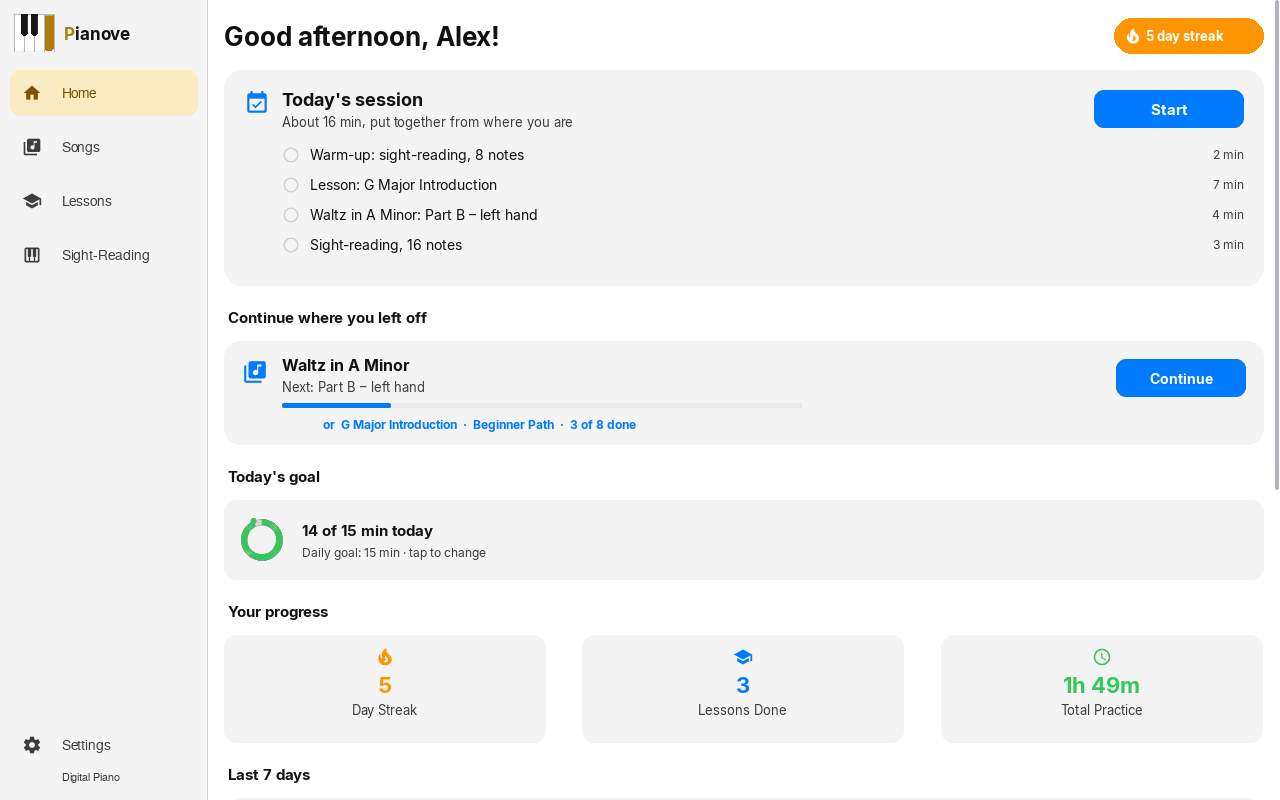 Pianove
Home
Songs
Lessons
Sight-Reading
Settings
Digital Piano
Good afternoon, Alex!
5 day streak
Today's session
About 16 min, put together from where you are
Start
Warm-up: sight-reading, 8 notes
2 min
Lesson: G Major Introduction
7 min
Waltz in A Minor: Part B – left hand
4 min
Sight-reading, 16 notes
3 min
Continue where you left off
Waltz in A Minor
Next: Part B – left hand
Continue
or G Major Introduction · Beginner Path · 3 of 8 done
Today's goal
14 of 15 min today
Daily goal: 15 min · tap to change
Your progress
5
Day Streak
3
Lessons Done
1h 49m
Total Practice
Last 7 days